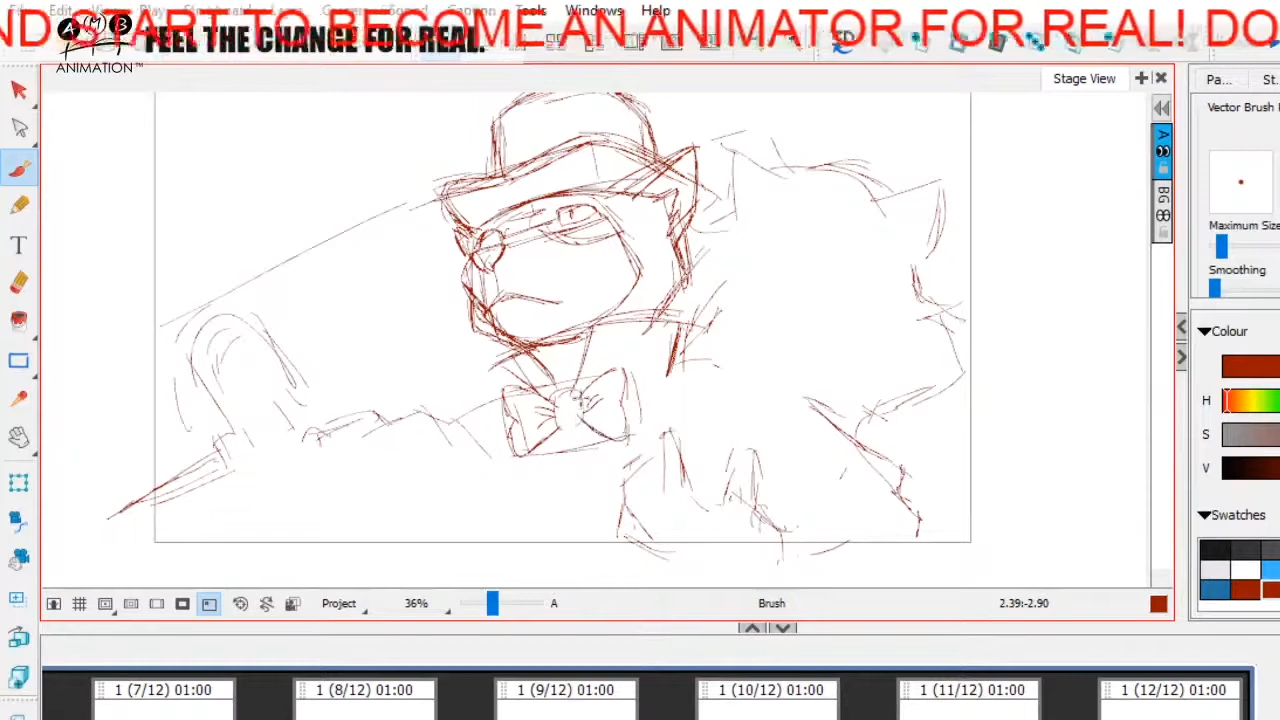 ND START TO BECOME AN ANIMATOR FOR REAL! DO
Tools Windows Help
A M B
FEEL THE CHANGE FOR REAL.
ANIMATION™
Stage View
Pa... St.
Vector Brush
A
BG
T
Maximum Size
Smoothing
Colour
H
S
V
Swatches
Project 36% A Brush 2.39:-2.90
1 (7/12) 01:00 1 (8/12) 01:00 1 (9/12) 01:00 1 (10/12) 01:00 1 (11/12) 01:00 1 (12/12) 01:00